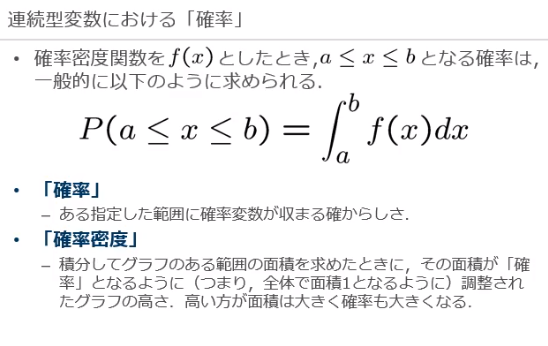 連続型変数における「確率」
• 確率密度関数を f(x) としたとき,a ≤ x ≤ b となる確率は,
一般的に以下のように求められる.
P(a ≤ x ≤ b) = ∫_a^b f(x)dx
• 「確率」
– ある指定した範囲に確率変数が収まる確からしさ.
• 「確率密度」
– 積分してグラフのある範囲の面積を求めたときに，その面積が「確
率」となるように（つまり，全体で面積1となるように）調整され
たグラフの高さ．高い方が面積は大きく確率も大きくなる．